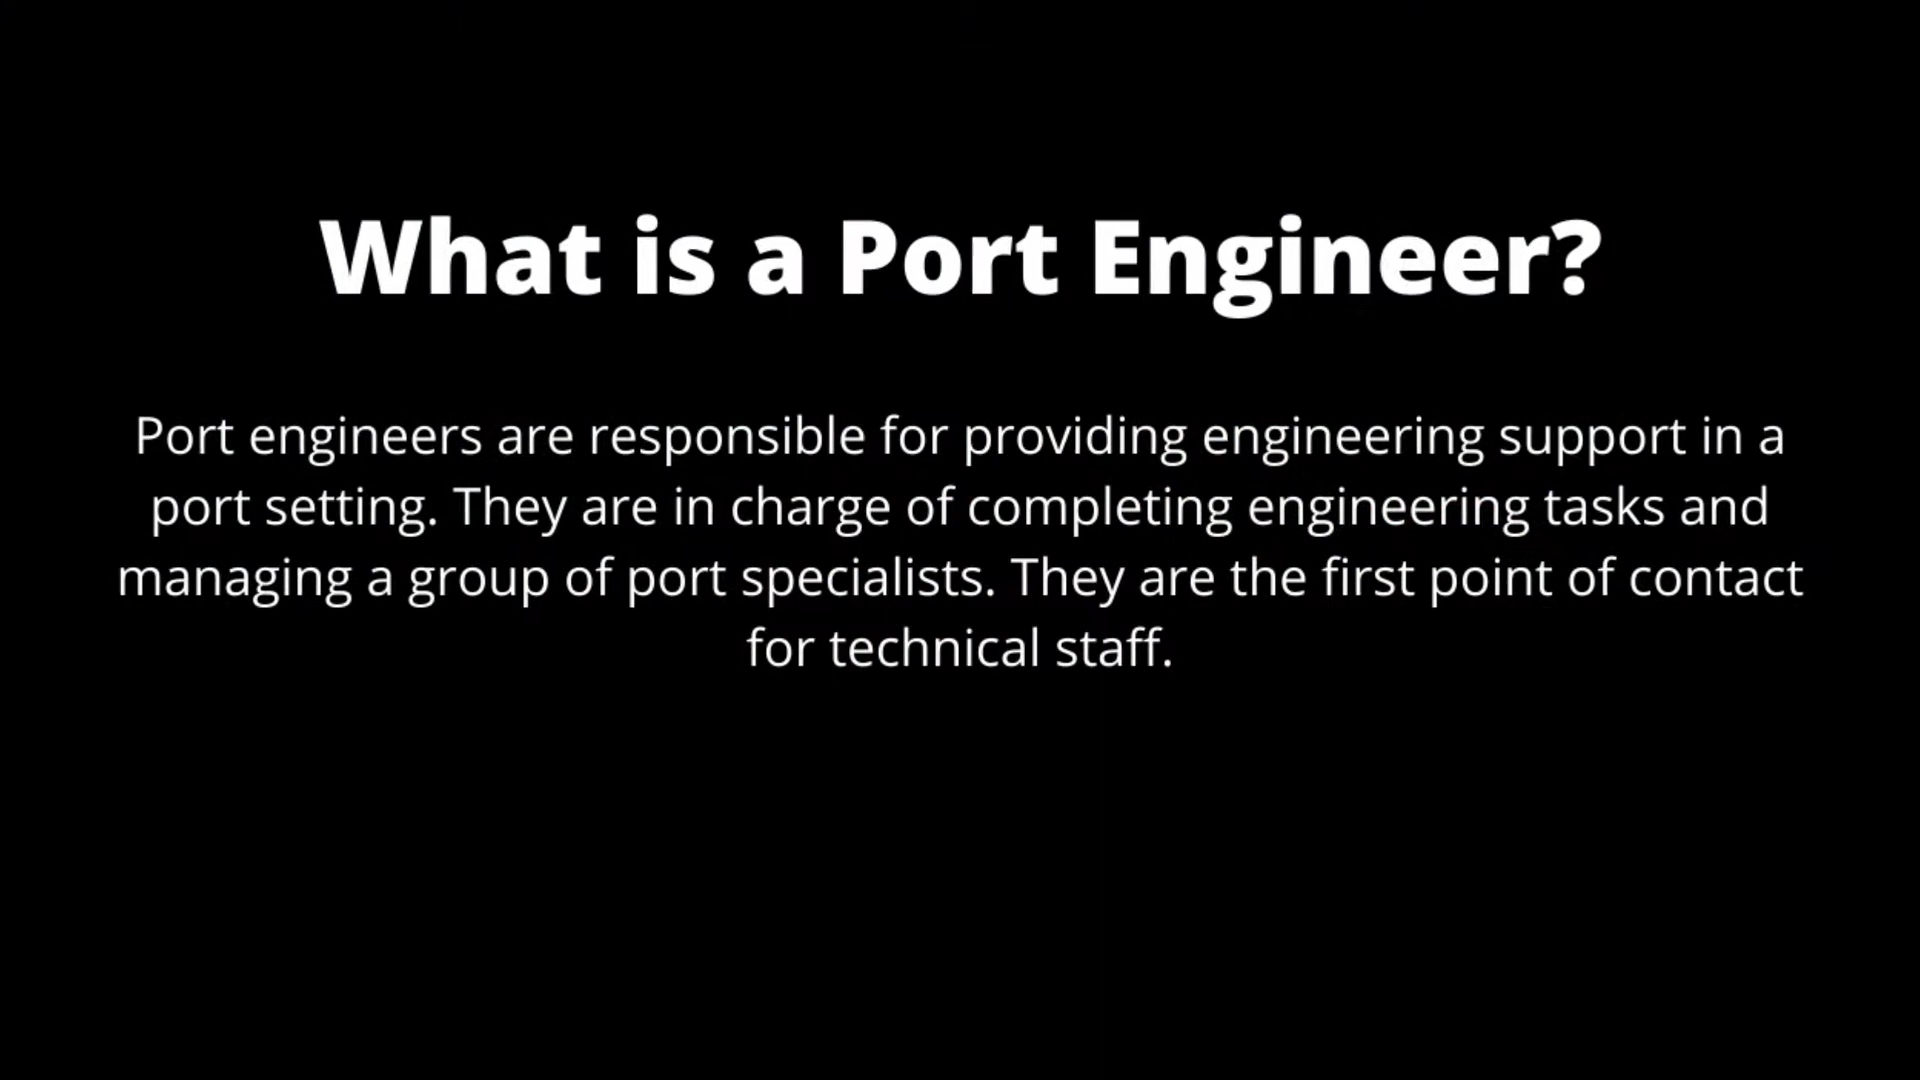 What is a Port Engineer?
Port engineers are responsible for providing engineering support in a
port setting. They are in charge of completing engineering tasks and
managing a group of port specialists. They are the first point of contact
for technical staff.